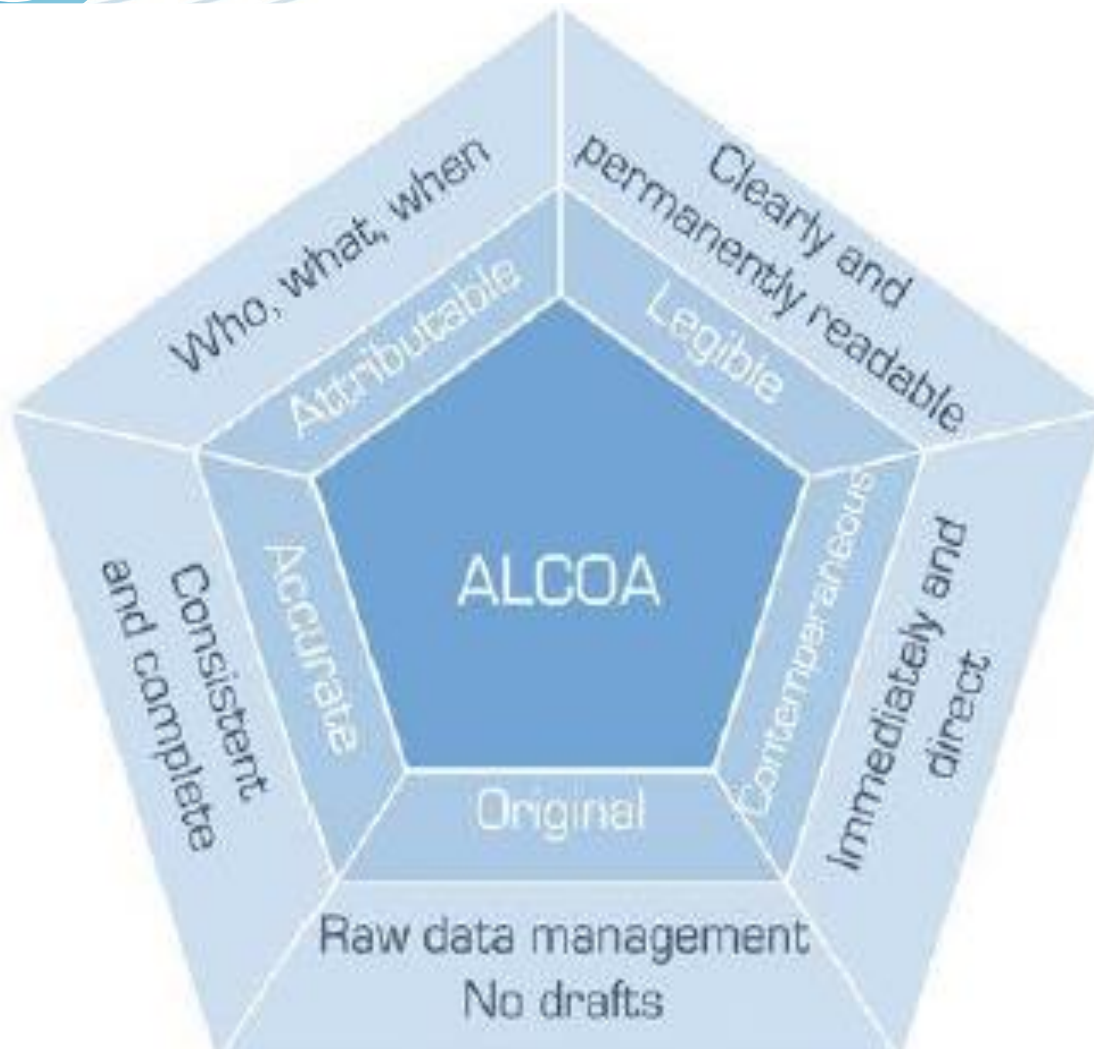 Who, what, when
Attributable
Clearly and
permanently readable
Legible
Immediately and
direct
Contemparaneous
Raw data management
No drafts
Original
Consistent
and complete
Accurate
ALCOA